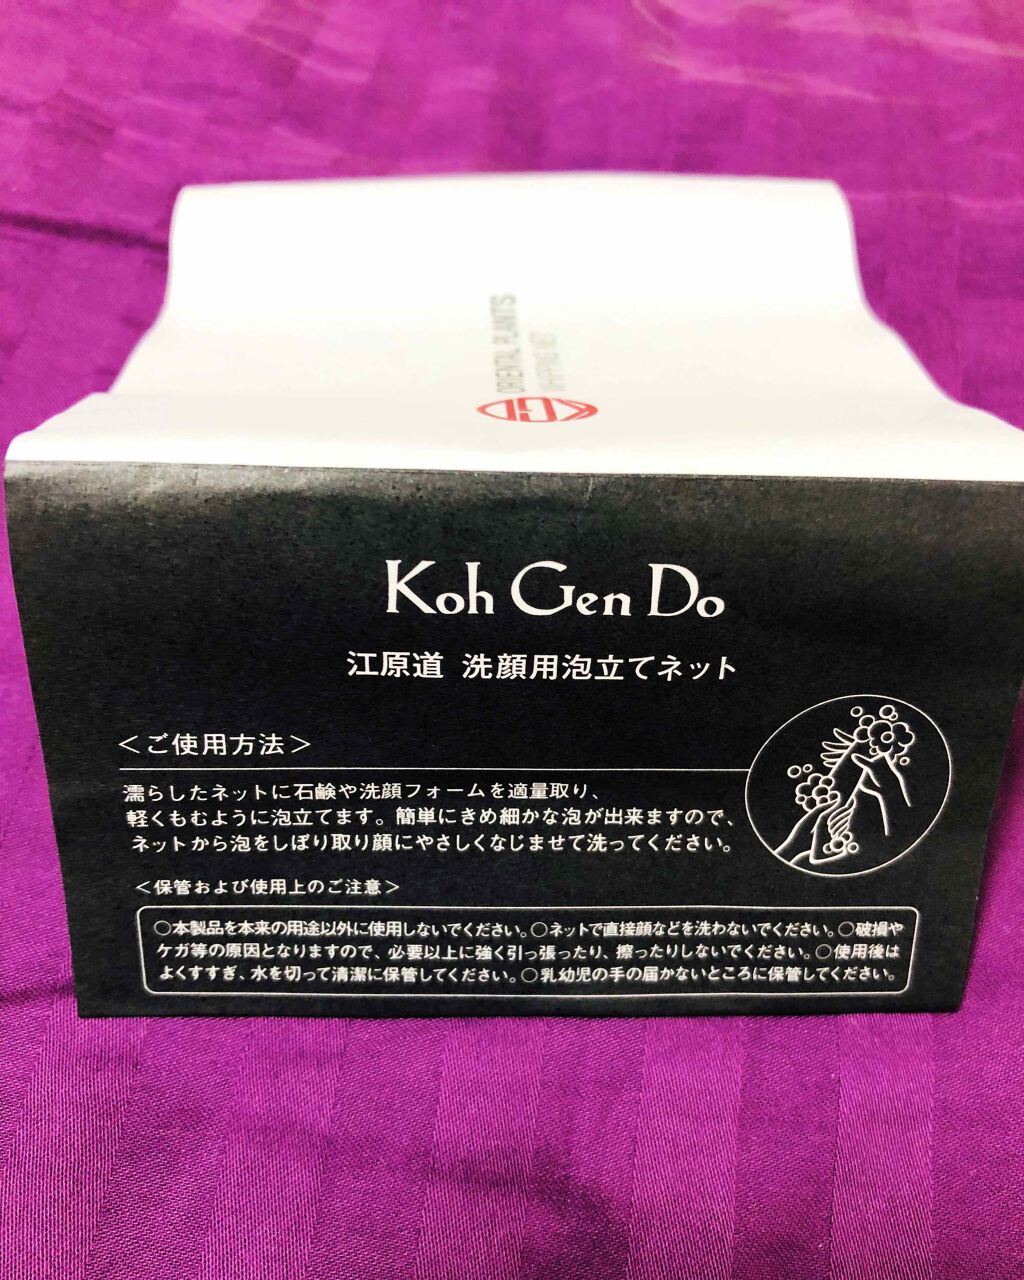 ORIENTAL PLANTS
WHIPPING NET
KGD
Koh Gen Do
江原道 洗顔用泡立てネット
＜ご使用方法＞
濡らしたネットに石鹸や洗顔フォームを適量取り、
軽くもむように泡立てます。簡単にきめ細かな泡が出来ますので、
ネットから泡をしぼり取り顔にやさしくなじませて洗ってください。
＜保管および使用上のご注意＞
○本製品を本来の用途以外に使用しないでください。○ネットで直接顔などを洗わないでください。○破損や
ケガ等の原因となりますので、必要以上に強く引っ張ったり、擦ったりしないでください。○使用後は
よくすすぎ、水を切って清潔に保管してください。○乳幼児の手の届かないところに保管してください。